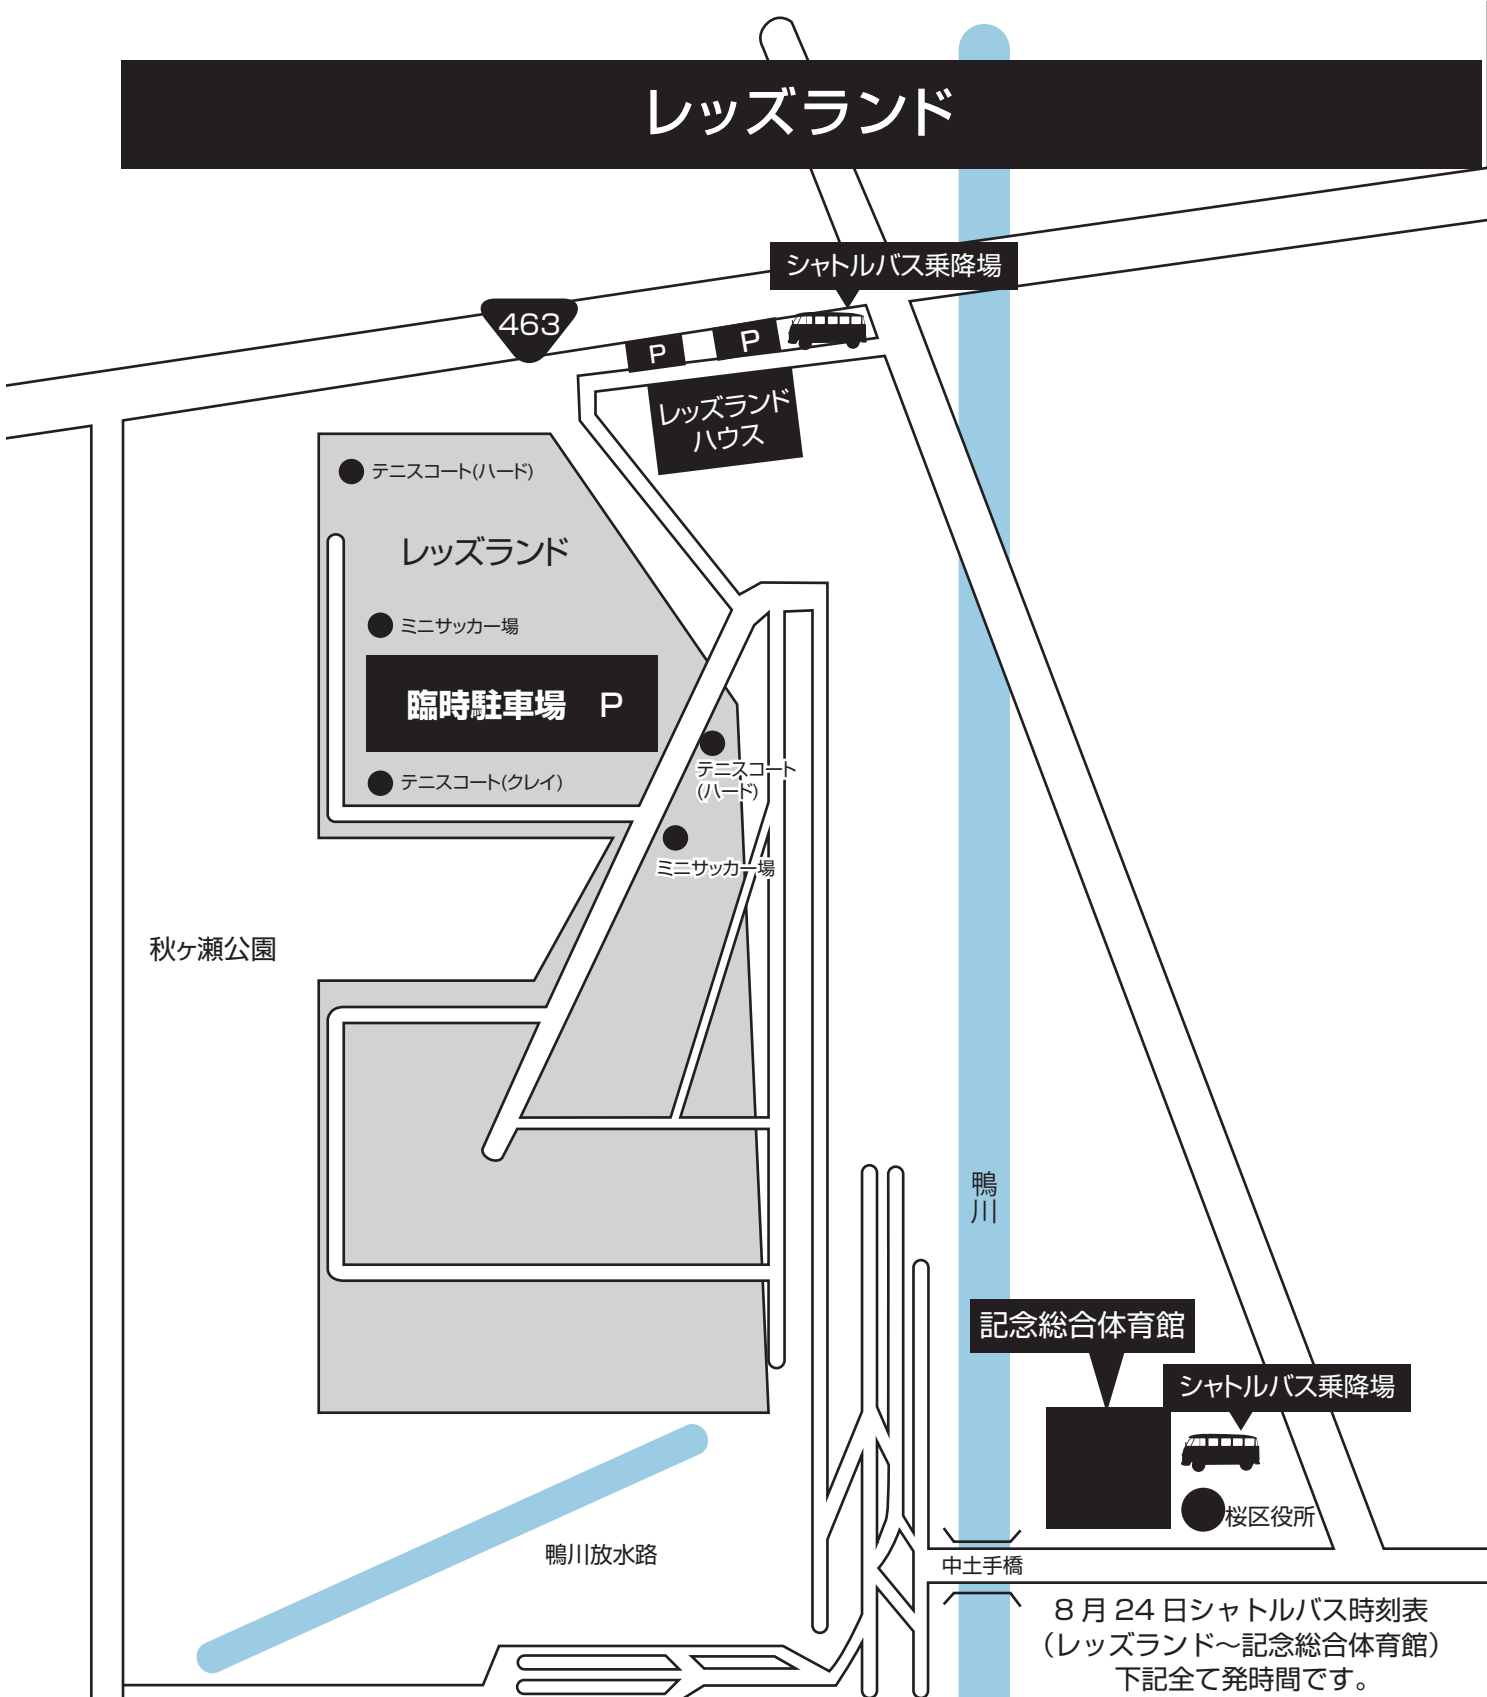 レッズランド
シャトルバス乗降場
463
P
P
レッズランド
ハウス
テニスコート(ハード)
レッズランド
ミニサッカー場
臨時駐車場 P
テニスコート
(ハード)
テニスコート(クレイ)
ミニサッカー場
秋ヶ瀬公園
鴨川
記念総合体育館
シャトルバス乗降場
桜区役所
鴨川放水路
中土手橋
8月24日シャトルバス時刻表
（レッズランド～記念総合体育館）
下記全て発時間です。